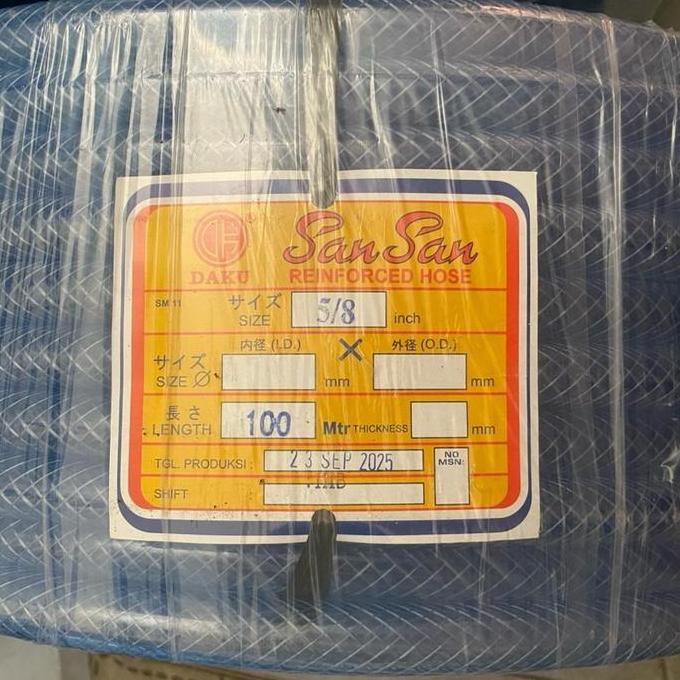 DAKU
®
San San
REINFORCED HOSE
SM 11
サイズ
SIZE 5/8 inch
内径 (I.D.) × 外径 (O.D.)
サイズ
SIZE Ø mm mm
長さ
LENGTH 100 Mtr THICKNESS mm
TGL. PRODUKSI : 23 SEP 2025
NO
MSN:
SHIFT